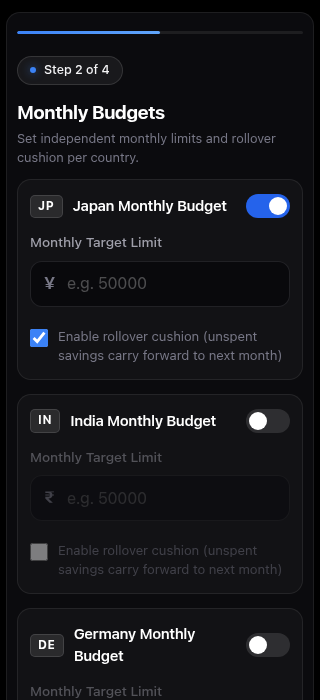 Step 2 of 4
Monthly Budgets
Set independent monthly limits and rollover
cushion per country.
JP Japan Monthly Budget
Monthly Target Limit
¥ e.g. 50000
Enable rollover cushion (unspent
savings carry forward to next month)
IN India Monthly Budget
Monthly Target Limit
₹ e.g. 50000
Enable rollover cushion (unspent
savings carry forward to next month)
DE Germany Monthly
Budget
Monthly Target Limit